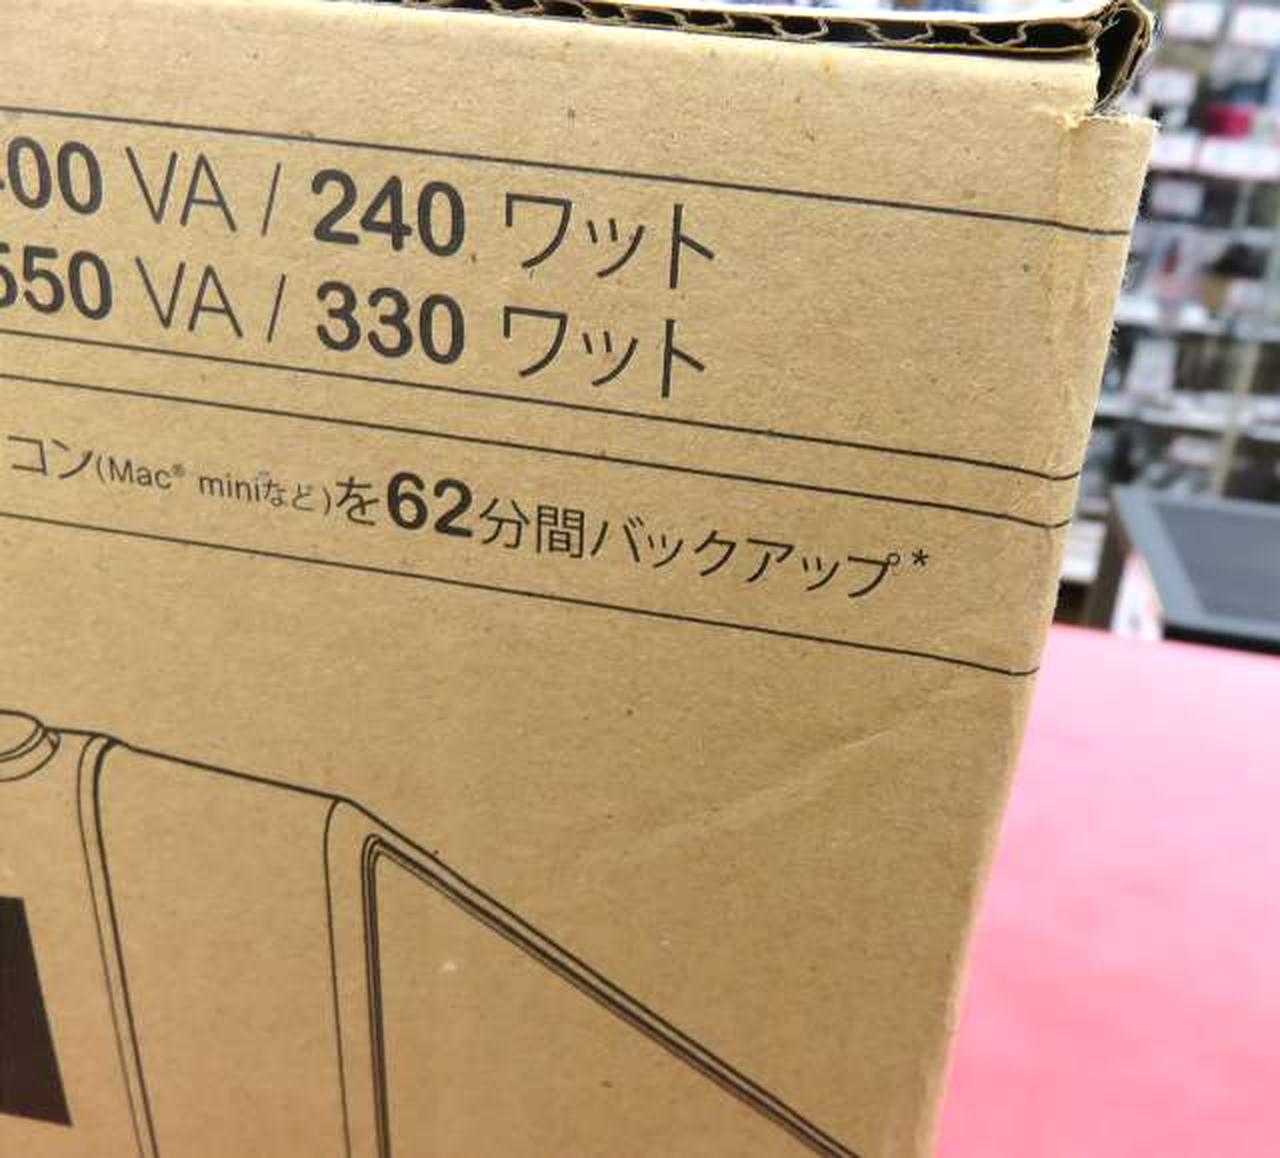 400 VA / 240 ワット
550 VA / 330 ワット
コン(Mac® miniなど)を62分間バックアップ*